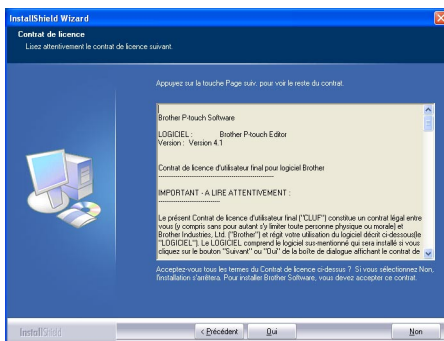 InstallShield Wizard
Contrat de licence
Lisez attentivement le contrat de licence suivant.
Appuyez sur la touche Page suiv. pour voir le reste du contrat.
Brother P-touch Software
LOGICIEL : Brother P-touch Editor
Version : Version 4.1
Contrat de licence d'utilisateur final pour logiciel Brother
--------------------------------------------
IMPORTANT - A LIRE ATTENTIVEMENT :
----------------
Le présent Contrat de licence d'utilisateur final ("CLUF") constitue un contrat légal entre
vous (y compris sans pour autant s'y limiter toute personne physique ou morale) et
Brother Industries, Ltd. ("Brother") et régit votre utilisation du logiciel décrit ci-dessous(le
"LOGICIEL"). Le LOGICIEL comprend le logiciel sus-mentionné qui sera installé si vous
cliquez sur le bouton "Suivant" ou "Oui" de la boîte de dialogue affichant le contrat de
Acceptez-vous tous les termes du Contrat de licence ci-dessus ? Si vous sélectionnez Non,
l'installation s'arrêtera. Pour installer Brother Software, vous devez accepter ce contrat.
InstallShield
< Précédent
Oui
Non